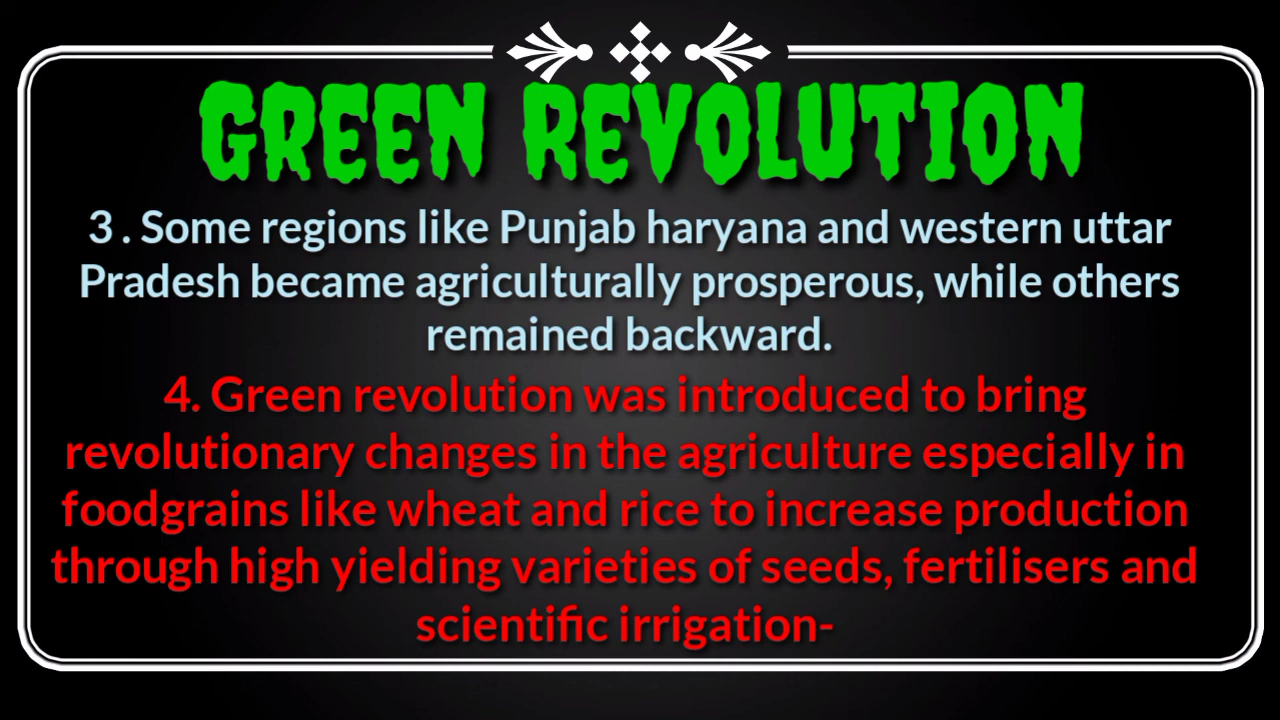 GREEN REVOLUTION
3 . Some regions like Punjab haryana and western uttar
Pradesh became agriculturally prosperous, while others
remained backward.
4. Green revolution was introduced to bring
revolutionary changes in the agriculture especially in
foodgrains like wheat and rice to increase production
through high yielding varieties of seeds, fertilisers and
scientific irrigation-